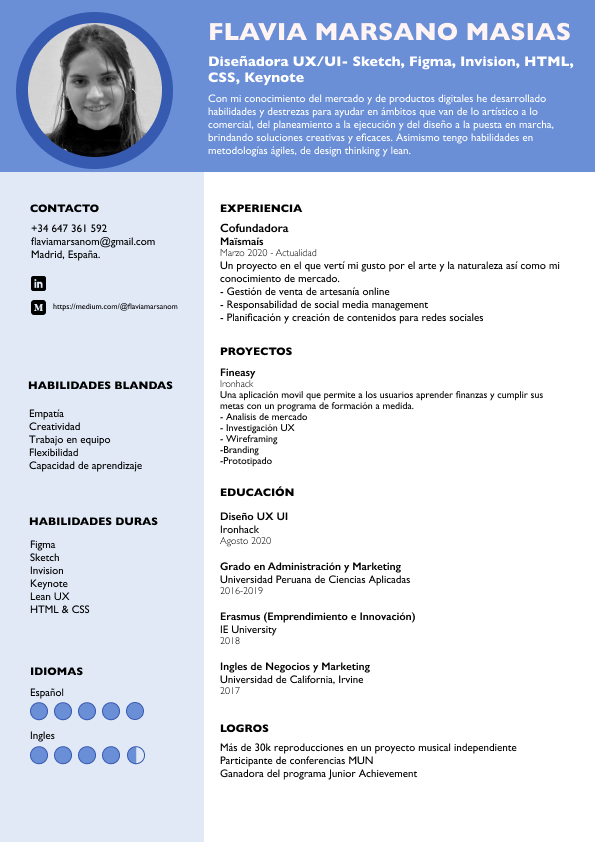 FLAVIA MARSANO MASIAS
Diseñadora UX/UI- Sketch, Figma, Invision, HTML,
CSS, Keynote
Con mi conocimiento del mercado y de productos digitales he desarrollado
habilidades y destrezas para ayudar en ámbitos que van de lo artístico a lo
comercial, del planeamiento a la ejecución y del diseño a la puesta en marcha,
brindando soluciones creativas y eficaces. Asimismo tengo habilidades en
metodologías ágiles, de design thinking y lean.
CONTACTO
+34 647 361 592
flaviamarsanom@gmail.com
Madrid, España.
in
M https://medium.com/@flaviamarsanom
HABILIDADES BLANDAS
Empatía
Creatividad
Trabajo en equipo
Flexibilidad
Capacidad de aprendizaje
HABILIDADES DURAS
Figma
Sketch
Invision
Keynote
Lean UX
HTML & CSS
IDIOMAS
Español
Ingles
EXPERIENCIA
Cofundadora
Maïsmaïs
Marzo 2020 - Actualidad
Un proyecto en el que vertí mi gusto por el arte y la naturaleza así como mi
conocimiento de mercado.
- Gestión de venta de artesanía online
- Responsabilidad de social media management
- Planificación y creación de contenidos para redes sociales
PROYECTOS
Fineasy
Ironhack
Una aplicación movil que permite a los usuarios aprender finanzas y cumplir sus
metas con un programa de formación a medida.
- Analisis de mercado
- Investigación UX
- Wireframing
-Branding
-Prototipado
EDUCACIÓN
Diseño UX UI
Ironhack
Agosto 2020
Grado en Administración y Marketing
Universidad Peruana de Ciencias Aplicadas
2016-2019
Erasmus (Emprendimiento e Innovación)
IE University
2018
Ingles de Negocios y Marketing
Universidad de California, Irvine
2017
LOGROS
Más de 30k reproducciones en un proyecto musical independiente
Participante de conferencias MUN
Ganadora del programa Junior Achievement